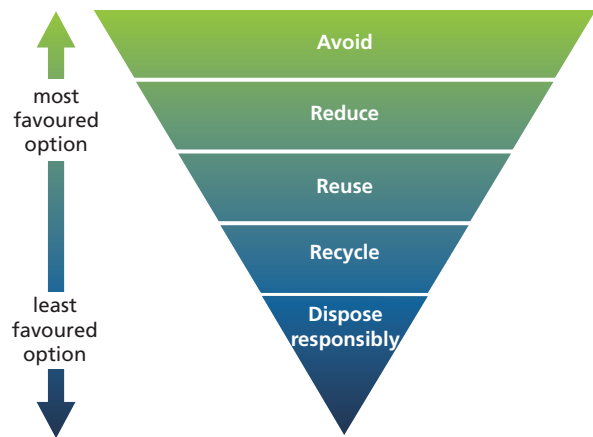 most
favoured
option
least
favoured
option
Avoid
Reduce
Reuse
Recycle
Dispose
responsibly